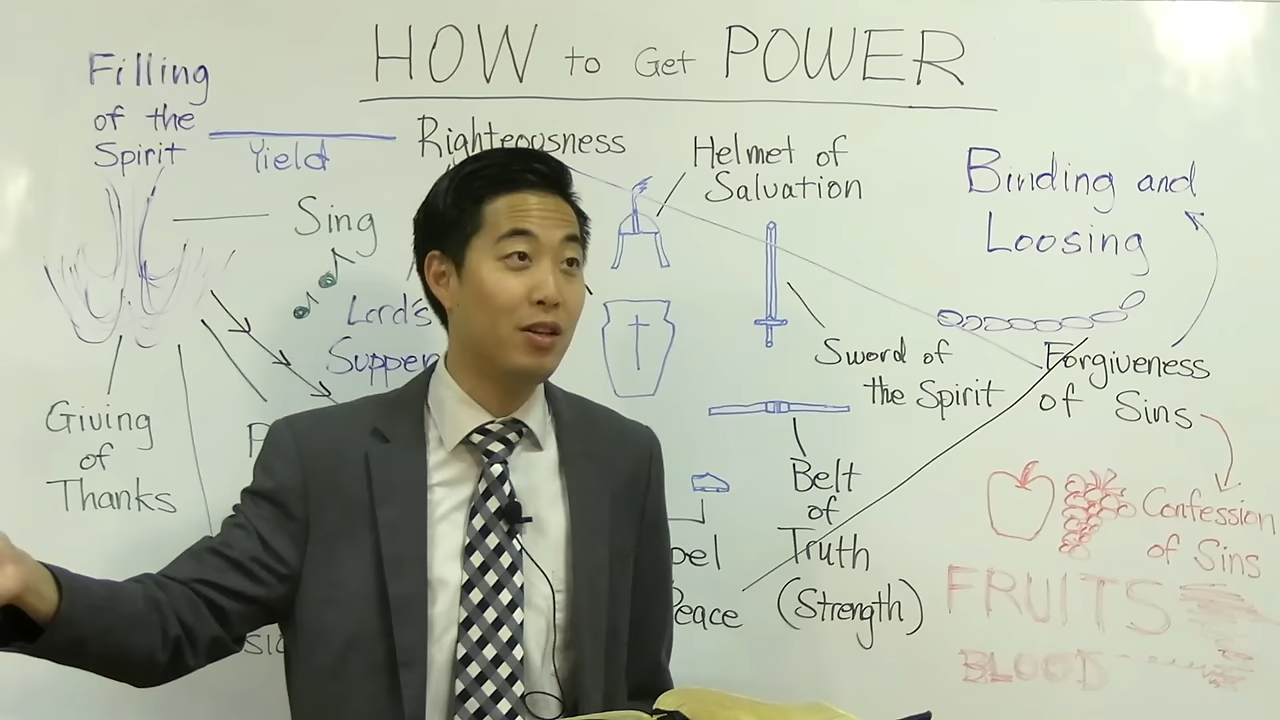 HOW to Get POWER
Filling
of the
Spirit
Yield
Righteousness
Helmet of
Salvation
Binding and
Loosing
Sing
Lord's
Supper
Sword of
the Spirit
Forgiveness
of Sins
Giving
of
Thanks
Belt
of
Truth
(Strength)
Peace
Confession
of Sins
FRUITS
BLOOD